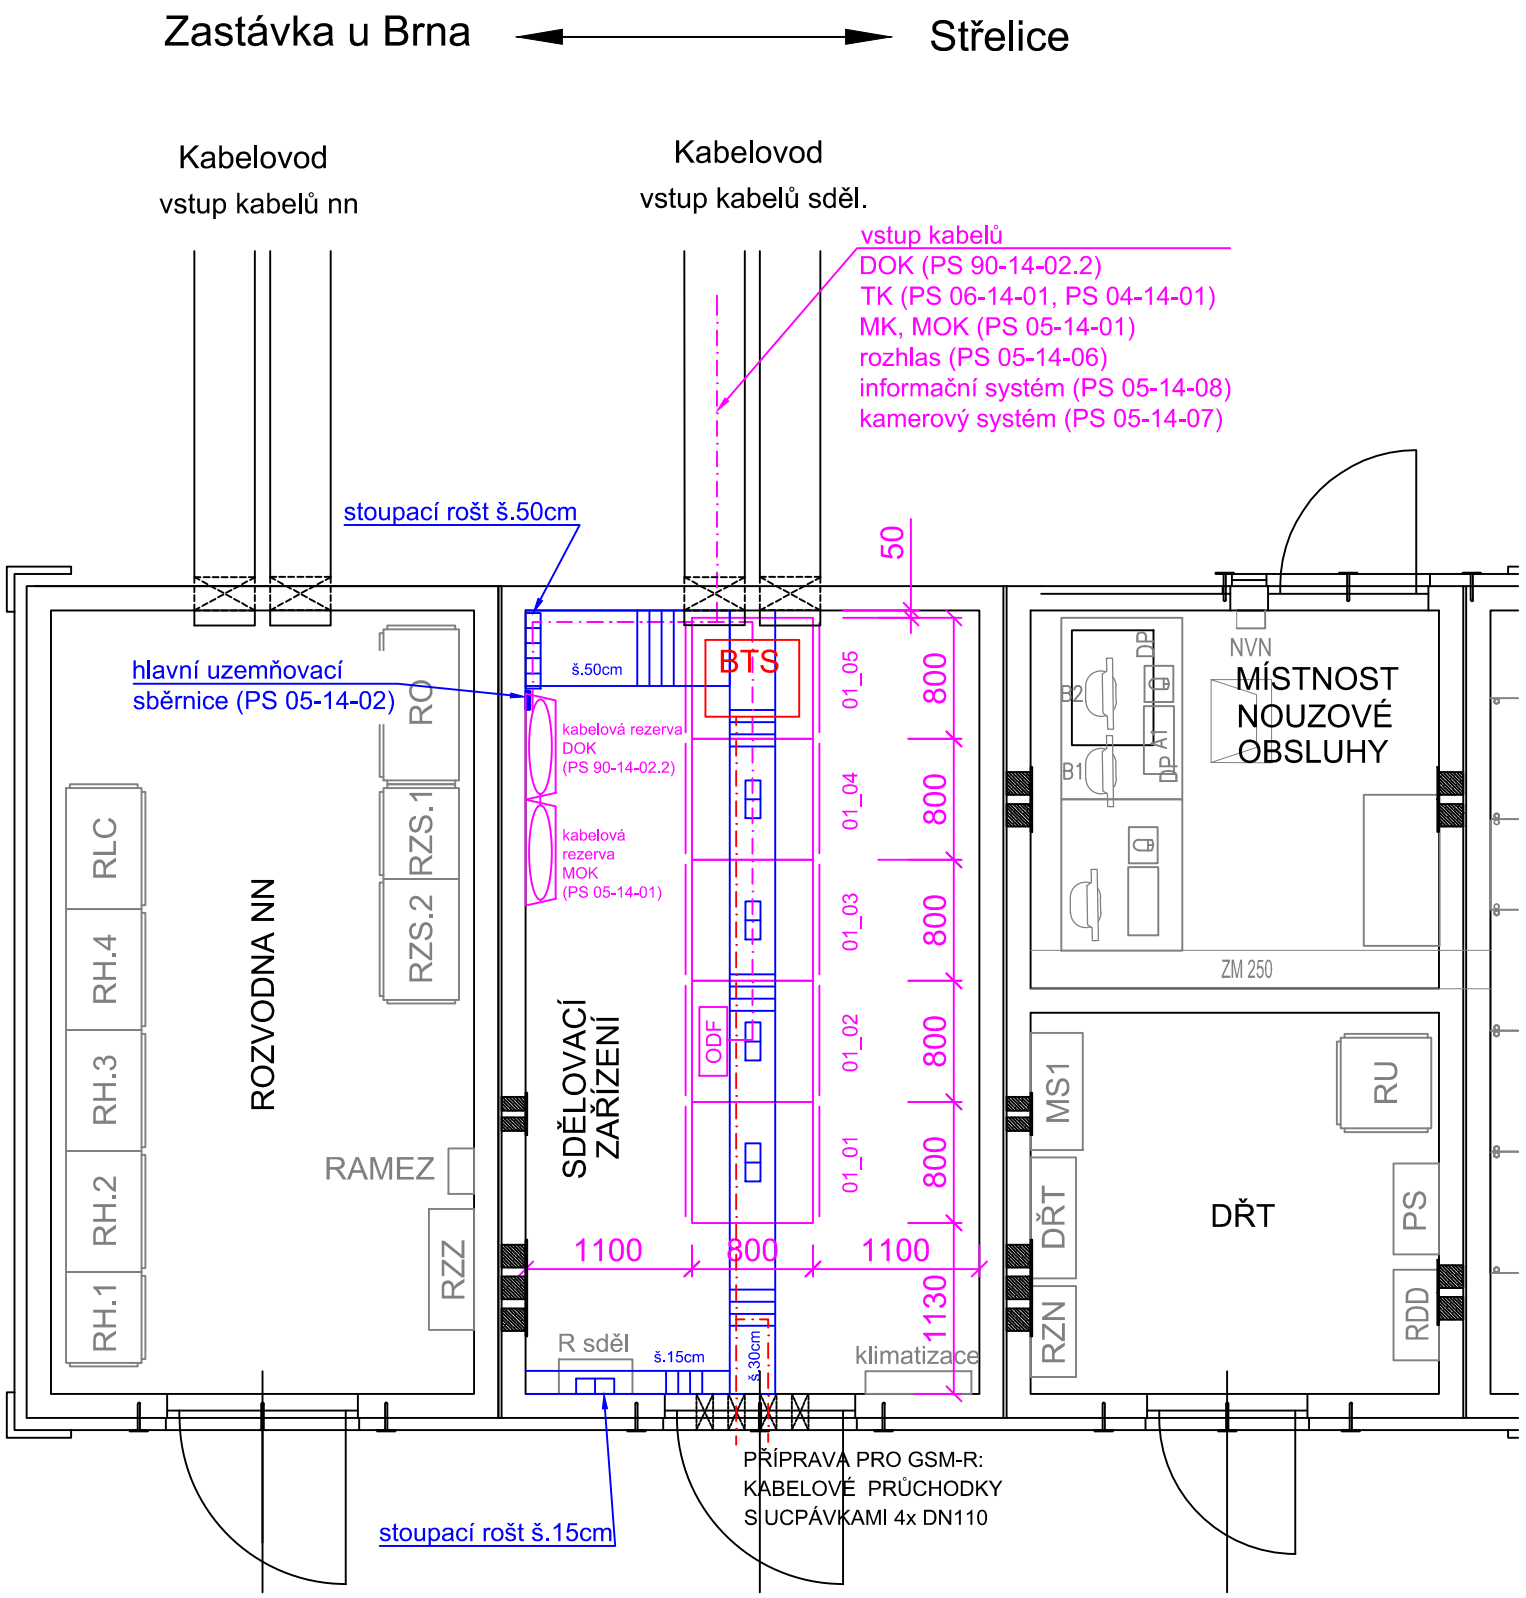 Zastávka u Brna
Střelice
Kabelovod
vstup kabelů nn
Kabelovod
vstup kabelů sděl.
vstup kabelů
DOK (PS 90-14-02.2)
TK (PS 06-14-01, PS 04-14-01)
MK, MOK (PS 05-14-01)
rozhlas (PS 05-14-06)
informační systém (PS 05-14-08)
kamerový systém (PS 05-14-07)
stoupací rošt š.50cm
50
hlavní uzemňovací
sběrnice (PS 05-14-02)
š.50cm
BTS
kabelová rezerva
DOK
(PS 90-14-02.2)
kabelová
rezerva
MOK
(PS 05-14-01)
RO
RZS.1
RZS.2
RLC
RH.4
RH.3
RH.2
RH.1
ROZVODNA NN
RAMEZ
RZZ
SDĚLOVACÍ
ZAŘÍZENÍ
ODF
01_05
01_04
01_03
01_02
01_01
800
800
800
800
800
1100
800
1100
1130
R sděl
š.15cm
š.30cm
klimatizace
stoupací rošt š.15cm
PŘÍPRAVA PRO GSM-R:
KABELOVÉ PRŮCHODKY
S UCPÁVKAMI 4x DN110
NVN
MÍSTNOST
NOUZOVÉ
OBSLUHY
DP
B2
B1
DP A1
ZM 250
MS1
DŘT
RZN
DŘT
RU
PS
RDD